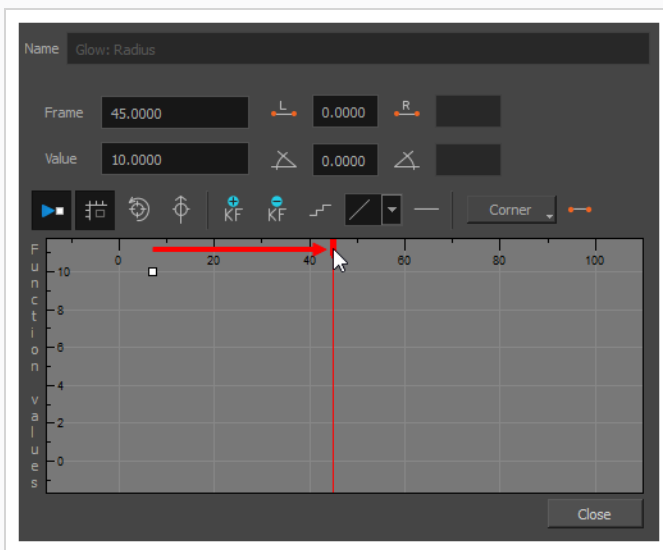 Name Glow: Radius
Frame 45.0000 L 0.0000 R
Value 10.0000 0.0000
KF KF Corner
Function values
0 20 40 60 80 100
10
8
6
4
2
0
Close